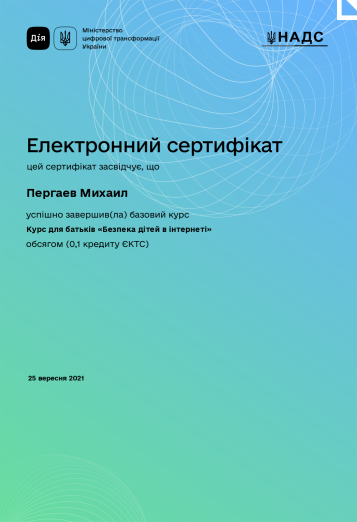 Дія
Міністерство
цифрової трансформації
України
НАДС
Електронний сертифікат
цей сертифікат засвідчує, що
Пергаев Михаил
успішно завершив(ла) базовий курс
Курс для батьків «Безпека дітей в інтернеті»
обсягом (0,1 кредиту ЄКТС)
25 вересня 2021